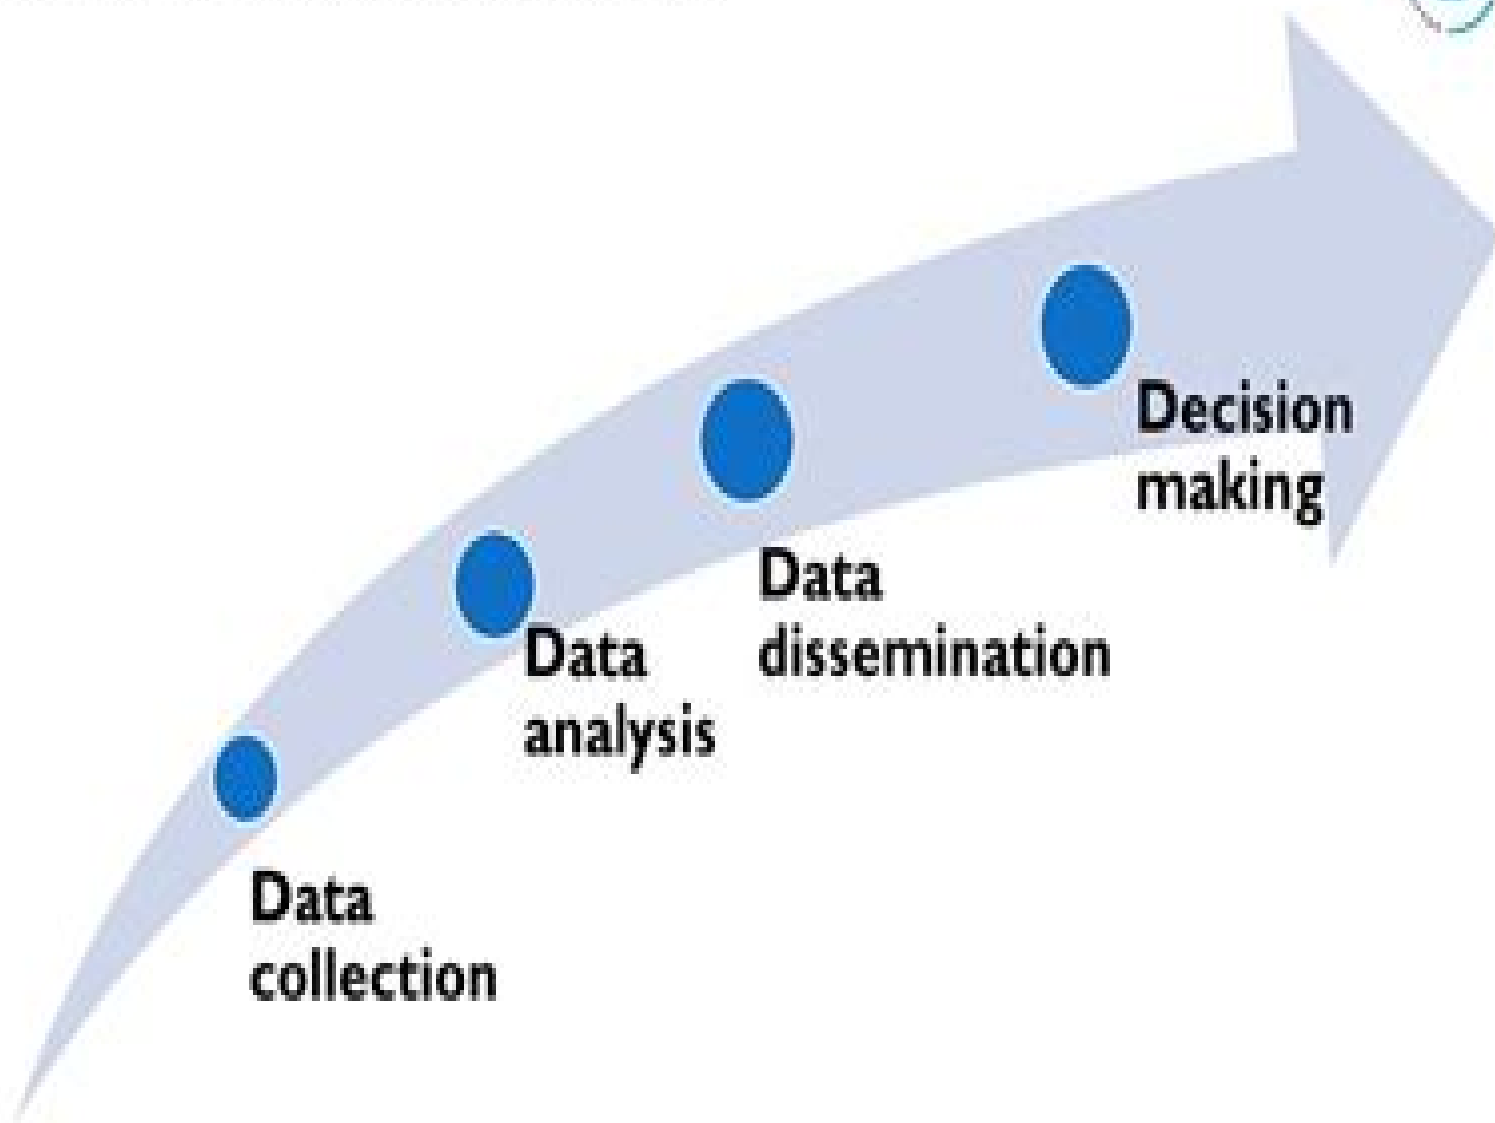 Decision
making
Data
dissemination
Data
analysis
Data
collection